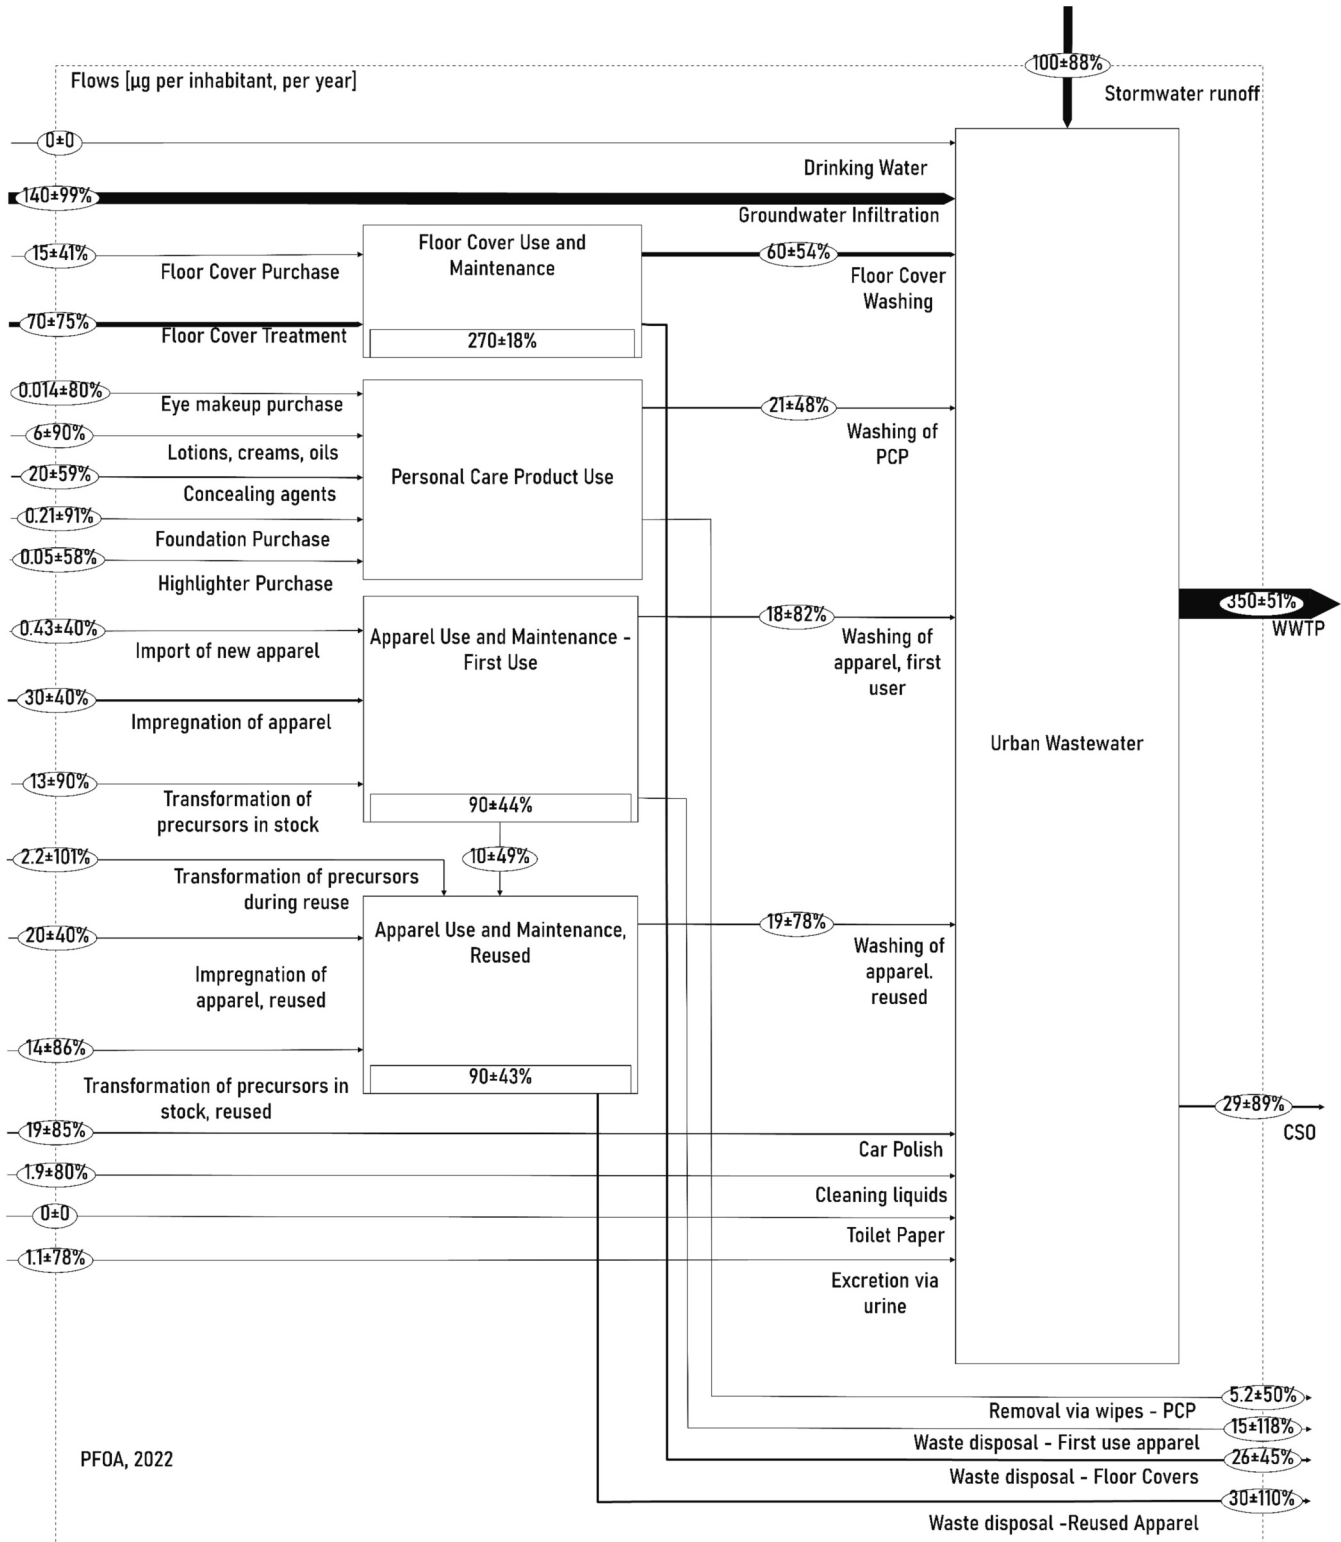 100±88%
Flows [µg per inhabitant, per year]
Stormwater runoff
0±0
Drinking Water
140±99%
Groundwater Infiltration
15±41%
Floor Cover Purchase
Floor Cover Use and
Maintenance
60±54%
Floor Cover
Washing
70±75%
Floor Cover Treatment
270±18%
0.014±80%
Eye makeup purchase
6±90%
Lotions, creams, oils
20±59%
Concealing agents
0.21±91%
Foundation Purchase
0.05±58%
Highlighter Purchase
Personal Care Product Use
21±48%
Washing of
PCP
0.43±40%
Import of new apparel
30±40%
Impregnation of apparel
13±90%
Transformation of
precursors in stock
Apparel Use and Maintenance -
First Use
90±44%
18±82%
Washing of
apparel, first
user
350±51%
WWTP
Urban Wastewater
2.2±101%
Transformation of precursors
during reuse
10±49%
20±40%
Impregnation of
apparel, reused
14±86%
Transformation of precursors in
stock, reused
Apparel Use and Maintenance,
Reused
90±43%
19±78%
Washing of
apparel.
reused
29±89%
CSO
19±85%
Car Polish
1.9±80%
Cleaning liquids
0±0
Toilet Paper
1.1±78%
Excretion via
urine
5.2±50%
Removal via wipes - PCP
15±118%
Waste disposal - First use apparel
26±45%
Waste disposal - Floor Covers
30±110%
Waste disposal -Reused Apparel
PFOA, 2022